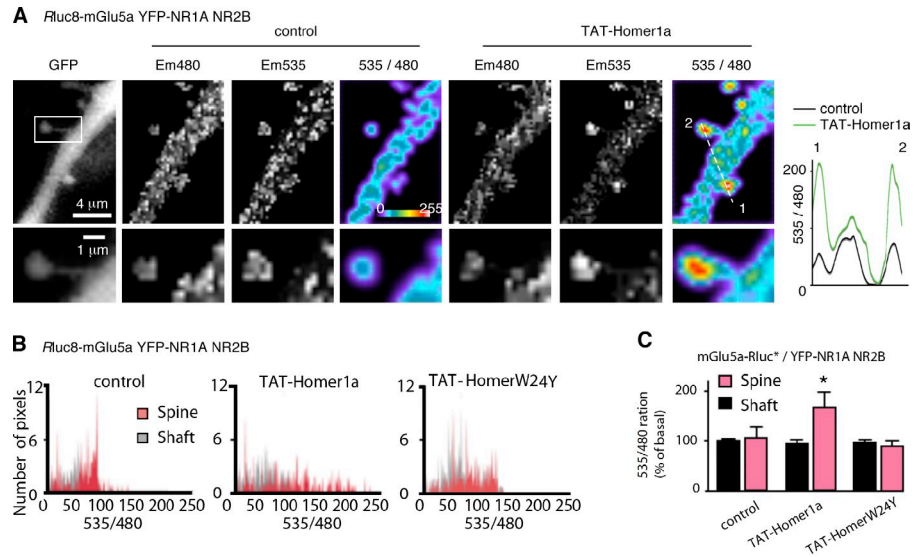 A
Rluc8-mGlu5a YFP-NR1A NR2B
control
TAT-Homer1a
GFP
Em480
Em535
535 / 480
Em480
Em535
535 / 480
4 μm
1 μm
0
255
2
1
control
TAT-Homer1a
1
2
535 / 480
200
100
0
B
Rluc8-mGlu5a YFP-NR1A NR2B
Number of pixels
control
Spine
Shaft
12
6
0
0 50 100 150 200 250
535/480
TAT-Homer1a
12
6
0
0 50 100 150 200 250
535/480
TAT-HomerW24Y
12
6
0
0 50 100 150 200 250
535/480
C
mGlu5a-Rluc* / YFP-NR1A NR2B
Spine
Shaft
*
535/480 ration
(% of basal)
200
100
0
control
TAT-Homer1a
TAT-HomerW24Y